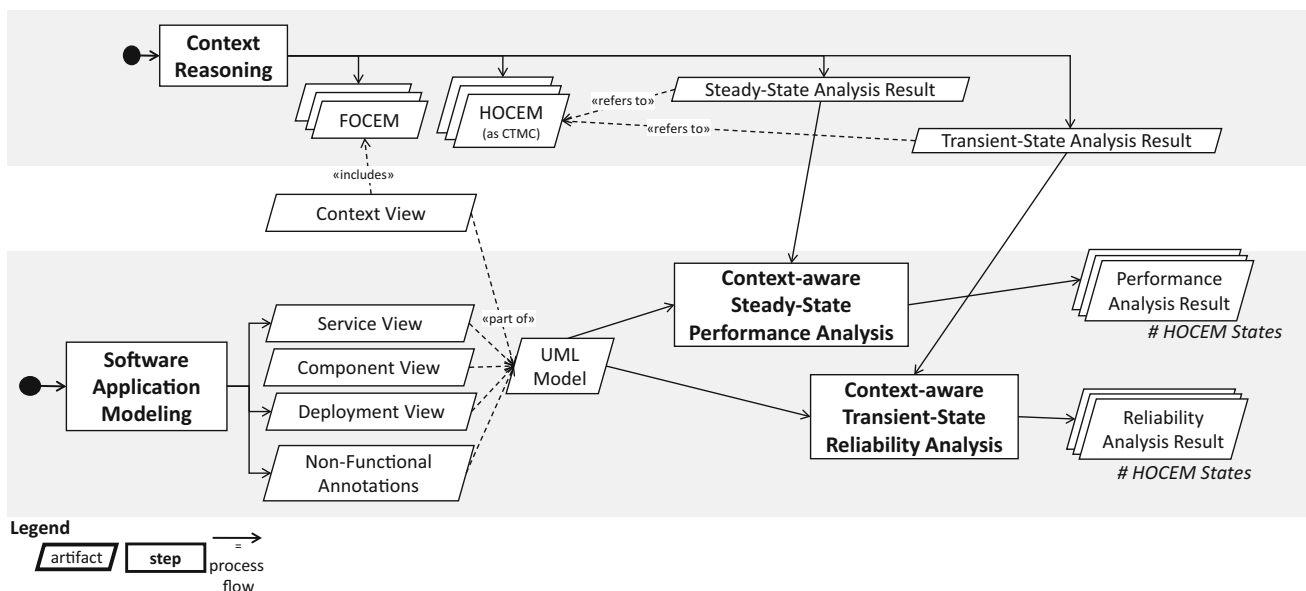 Context
Reasoning
FOCEM
HOCEM
(as CTMC)
«refers to»
Steady-State Analysis Result
«refers to»
Transient-State Analysis Result
«includes»
Context View
Service View
Component View
Deployment View
Non-Functional
Annotations
Software
Application
Modeling
«part of»
UML
Model
Context-aware
Steady-State
Performance Analysis
Performance
Analysis Result
# HOCEM States
Context-aware
Transient-State
Reliability Analysis
Reliability
Analysis Result
# HOCEM States
Legend
artifact
step
=
process
flow